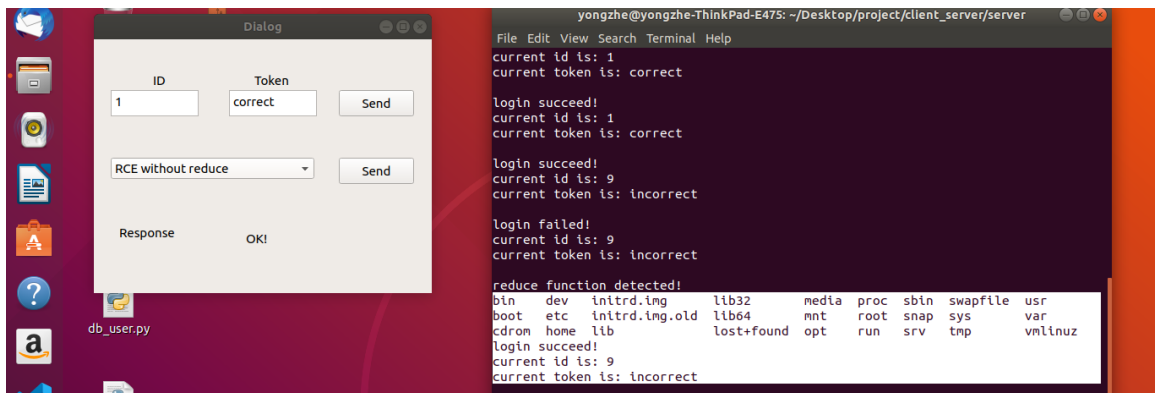 Dialog
ID Token
1 correct Send
RCE without reduce Send
Response OK!
db_user.py
yongzhe@yongzhe-ThinkPad-E475: ~/Desktop/project/client_server/server
File Edit View Search Terminal Help
current id is: 1
current token is: correct
login succeed!
current id is: 1
current token is: correct
login succeed!
current id is: 9
current token is: incorrect
login failed!
current id is: 9
current token is: incorrect
reduce function detected!
bin dev initrd.img lib32 media proc sbin swapfile usr
boot etc initrd.img.old lib64 mnt root snap sys var
cdrom home lib lost+found opt run srv tmp vmlinuz
login succeed!
current id is: 9
current token is: incorrect